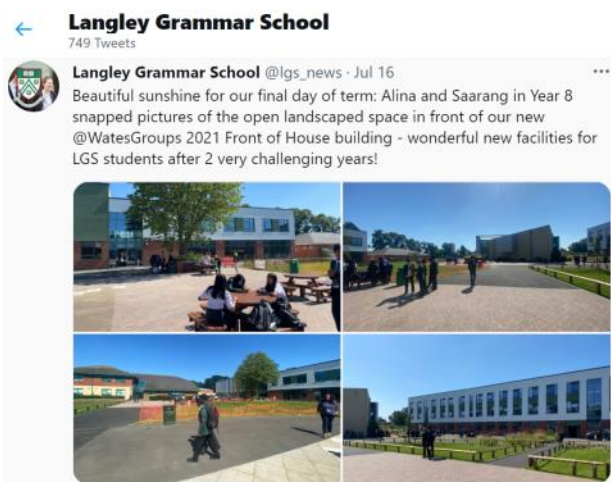 Langley Grammar School
749 Tweets
Langley Grammar School @lgs_news · Jul 16
Beautiful sunshine for our final day of term: Alina and Saarang in Year 8
snapped pictures of the open landscaped space in front of our new
@WatesGroups 2021 Front of House building - wonderful new facilities for
LGS students after 2 very challenging years!